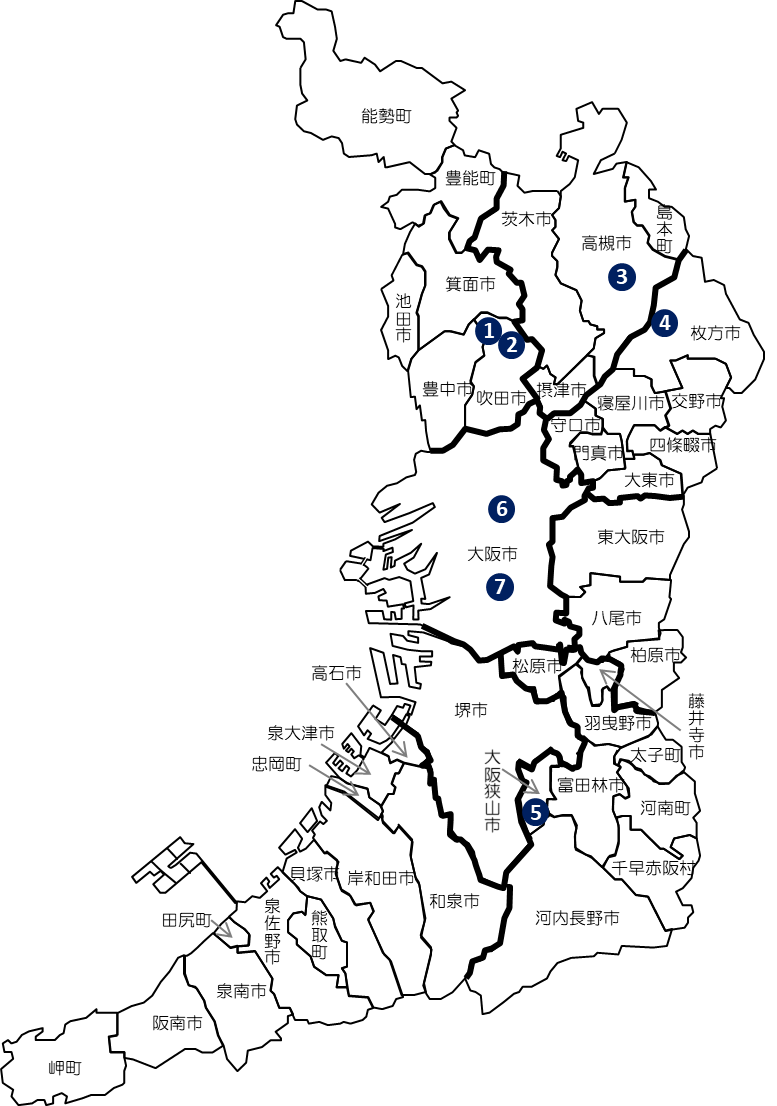 能勢町
豊能町
茨木市
高槻市
島本町
❸
箕面市
池田市
❶
❷
❹
枚方市
豊中市
吹田市
摂津市
寝屋川市
交野市
守口市
門真市
四條畷市
大東市
❻
大阪市
東大阪市
❼
八尾市
柏原市
松原市
高石市
藤井寺市
堺市
羽曳野市
泉大津市
忠岡町
大阪狭山市
太子町
富田林市
❺
河南町
千早赤阪村
貝塚市
岸和田市
和泉市
河内長野市
田尻町
泉佐野市
熊取町
泉南市
阪南市
岬町